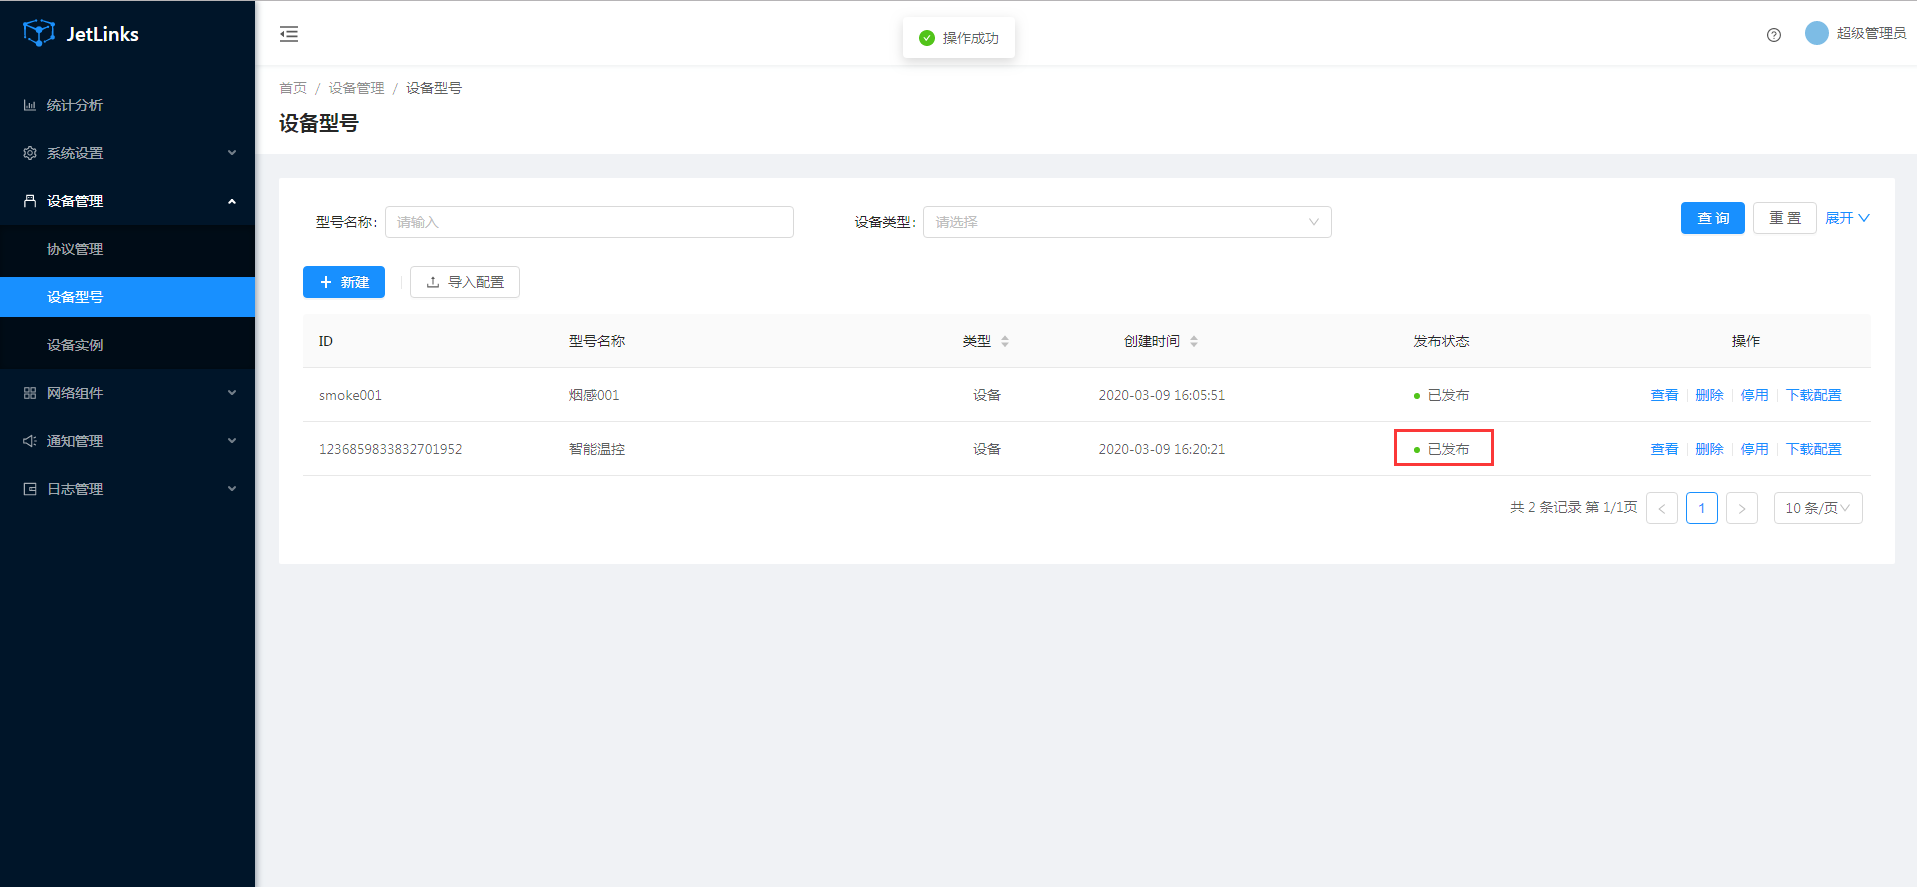 JetLinks
操作成功
超级管理员
统计分析
系统设置
设备管理
协议管理
设备型号
设备实例
网络组件
通知管理
日志管理
首页 / 设备管理 / 设备型号
设备型号
型号名称: 请输入 设备类型: 请选择 查 询 重 置 展开
新建 导入配置
ID 型号名称 类型 创建时间 发布状态 操作
smoke001 烟感001 设备 2020-03-09 16:05:51 已发布 查看 删除 停用 下载配置
1236859833832701952 智能温控 设备 2020-03-09 16:20:21 已发布 查看 删除 停用 下载配置
共 2 条记录 第 1/1页 < 1 > 10 条/页